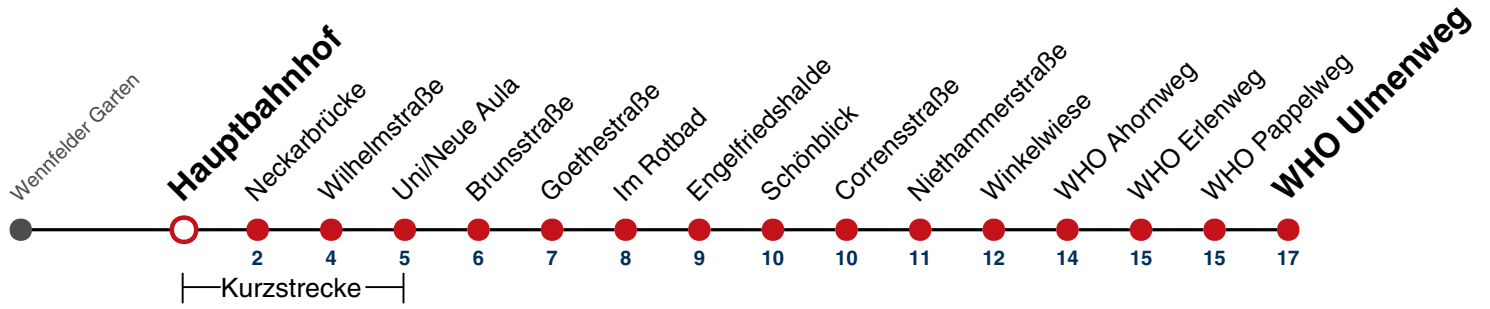 Wennfelder Garten
Hauptbahnhof
Neckarbrücke
Wilhelmstraße
Uni/Neue Aula
Brunsstraße
Goethestraße
Im Rotbad
Engelfriedshalde
Schönblick
Corrensstraße
Niethammerstraße
Winkelwiese
WHO Ahornweg
WHO Erlenweg
WHO Pappelweg
WHO Ulmenweg
2 4 5 6 7 8 9 10 10 11 12 14 15 15 17
Kurzstrecke